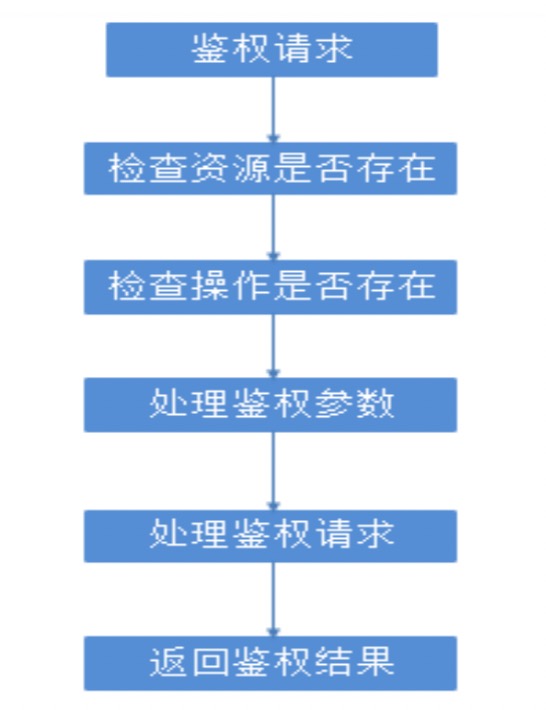 鉴权请求
检查资源是否存在
检查操作是否存在
处理鉴权参数
处理鉴权请求
返回鉴权结果